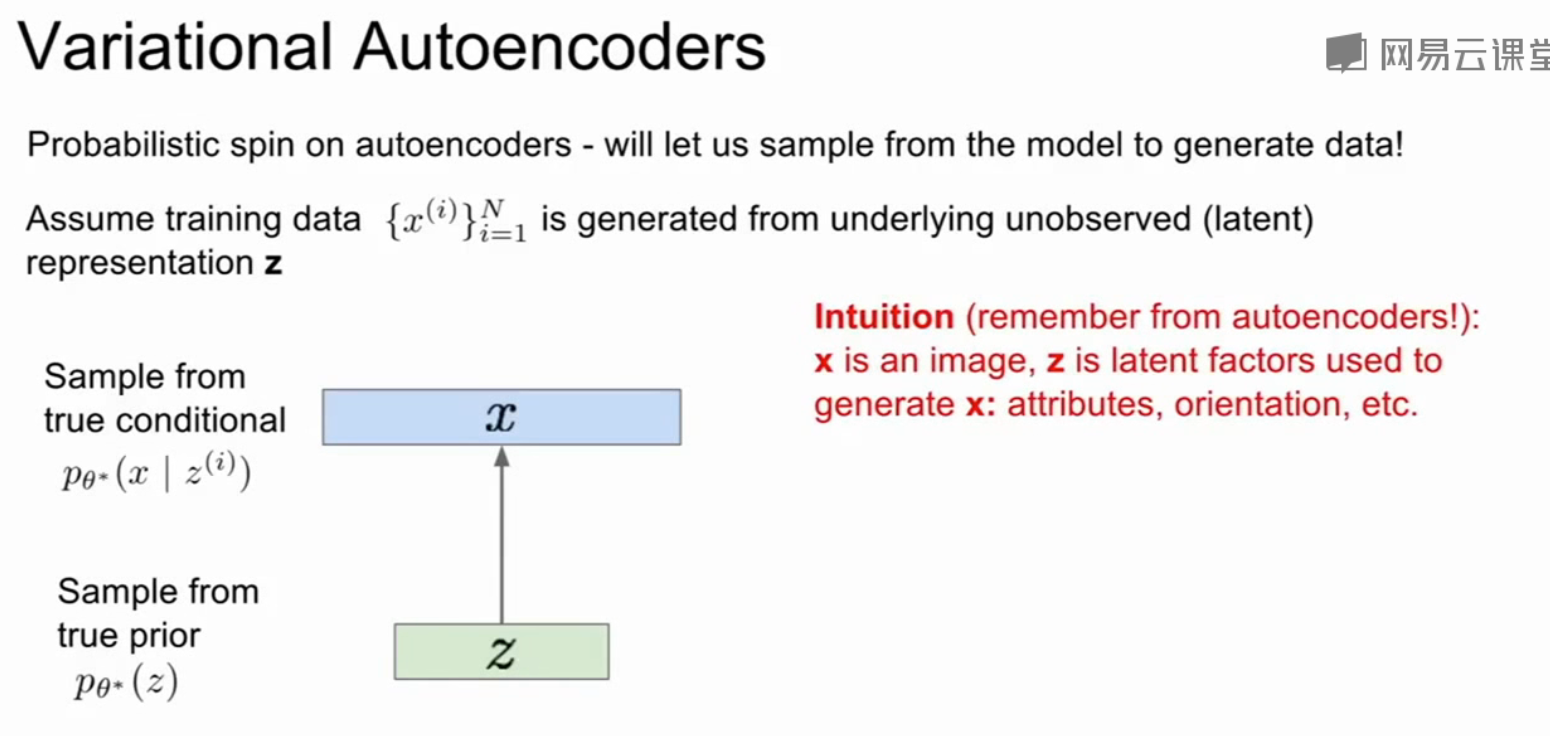 Variational Autoencoders
网易云课堂
Probabilistic spin on autoencoders - will let us sample from the model to generate data!
Assume training data {x^{(i)}}_{i=1}^{N} is generated from underlying unobserved (latent)
representation z
Intuition (remember from autoencoders!):
x is an image, z is latent factors used to
generate x: attributes, orientation, etc.
Sample from
true conditional
p_{θ*}(x | z^{(i)})
x
Sample from
true prior
p_{θ*}(z)
z